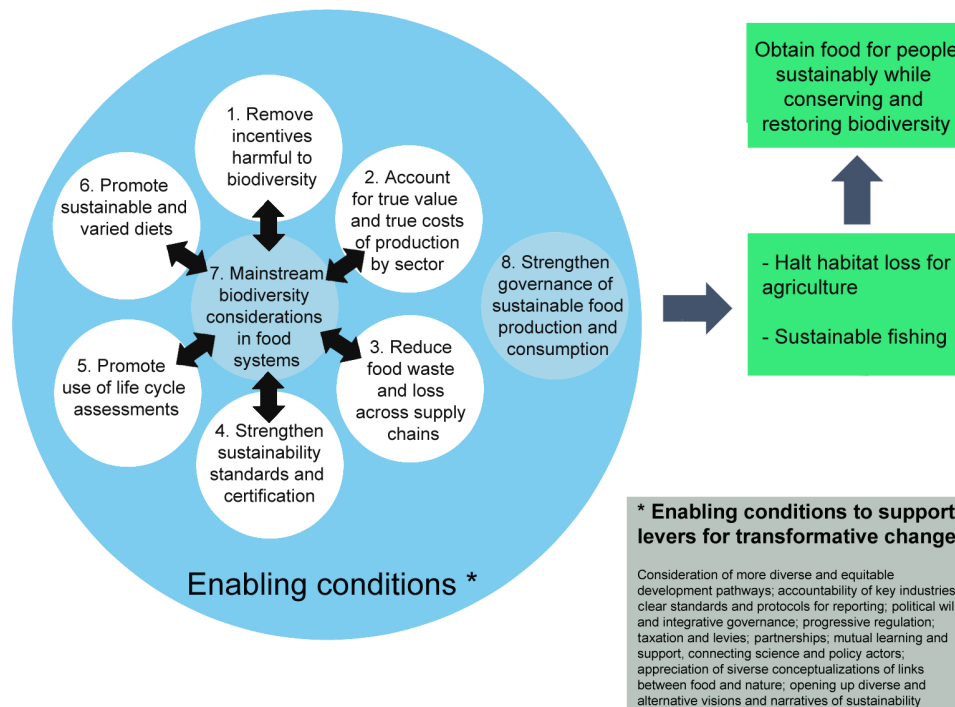 1. Remove
incentives
harmful to
biodiversity
2. Account
for true value
and true costs
of production
by sector
3. Reduce
food waste
and loss
across supply
chains
4. Strengthen
sustainability
standards and
certification
5. Promote
use of life cycle
assessments
6. Promote
sustainable and
varied diets
7. Mainstream
biodiversity
considerations
in food
systems
8. Strengthen
governance of
sustainable food
production and
consumption
Enabling conditions *
Obtain food for people
sustainably while
conserving and
restoring biodiversity
- Halt habitat loss for
agriculture
- Sustainable fishing
* Enabling conditions to support
levers for transformative change
Consideration of more diverse and equitable
development pathways; accountability of key industries
clear standards and protocols for reporting; political wil
and integrative governance; progressive regulation;
taxation and levies; partnerships; mutual learning and
support, connecting science and policy actors;
appreciation of siverse conceptualizations of links
between food and nature; opening up diverse and
alternative visions and narratives of sustainability